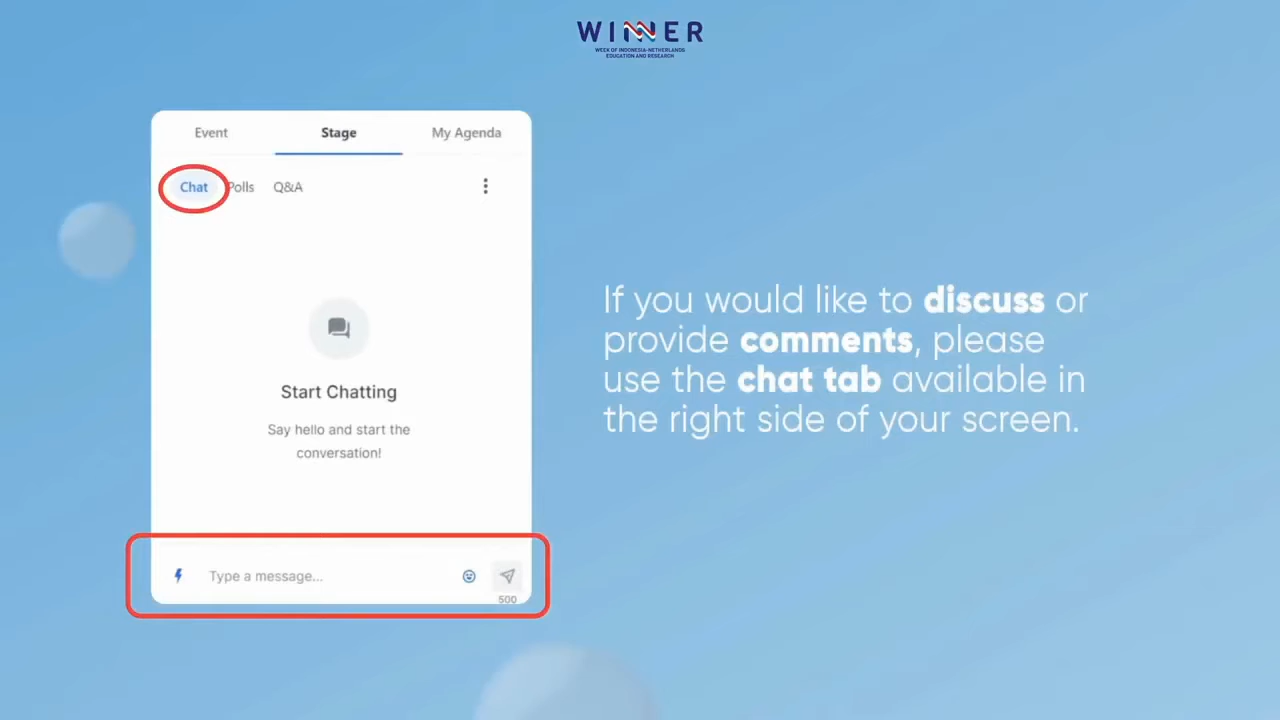 WINNER
WEEK OF INDONESIA-NETHERLANDS
EDUCATION AND RESEARCH
Event
Stage
My Agenda
Chat
Polls
Q&A
Start Chatting
Say hello and start the
conversation!
Type a message...
500
If you would like to discuss or
provide comments, please
use the chat tab available in
the right side of your screen.